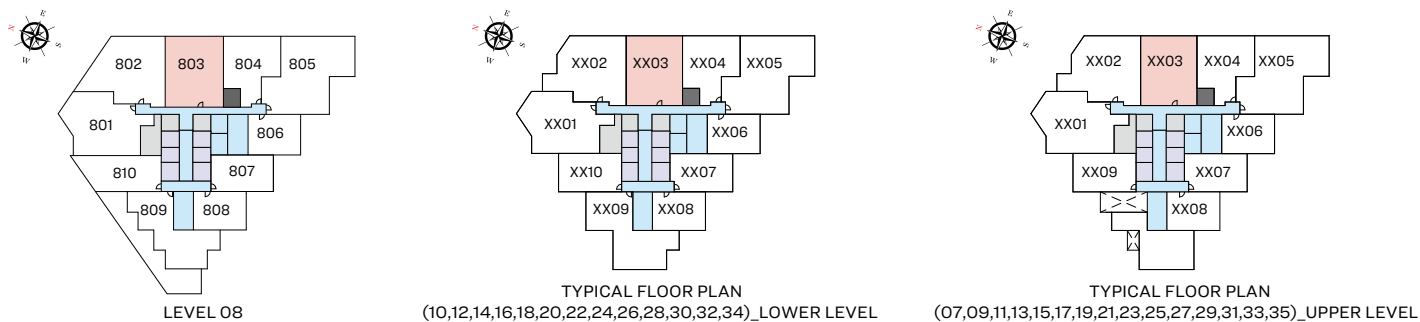 N E S W
802 803 804 805
801 806
810 807
809 808
LEVEL 08
N E S W
XX02 XX03 XX04 XX05
XX01 XX06
XX10 XX07
XX09 XX08
TYPICAL FLOOR PLAN
(10,12,14,16,18,20,22,24,26,28,30,32,34)_LOWER LEVEL
N E S W
XX02 XX03 XX04 XX05
XX01 XX06
XX09 XX07
XX08
TYPICAL FLOOR PLAN
(07,09,11,13,15,17,19,21,23,25,27,29,31,33,35)_UPPER LEVEL